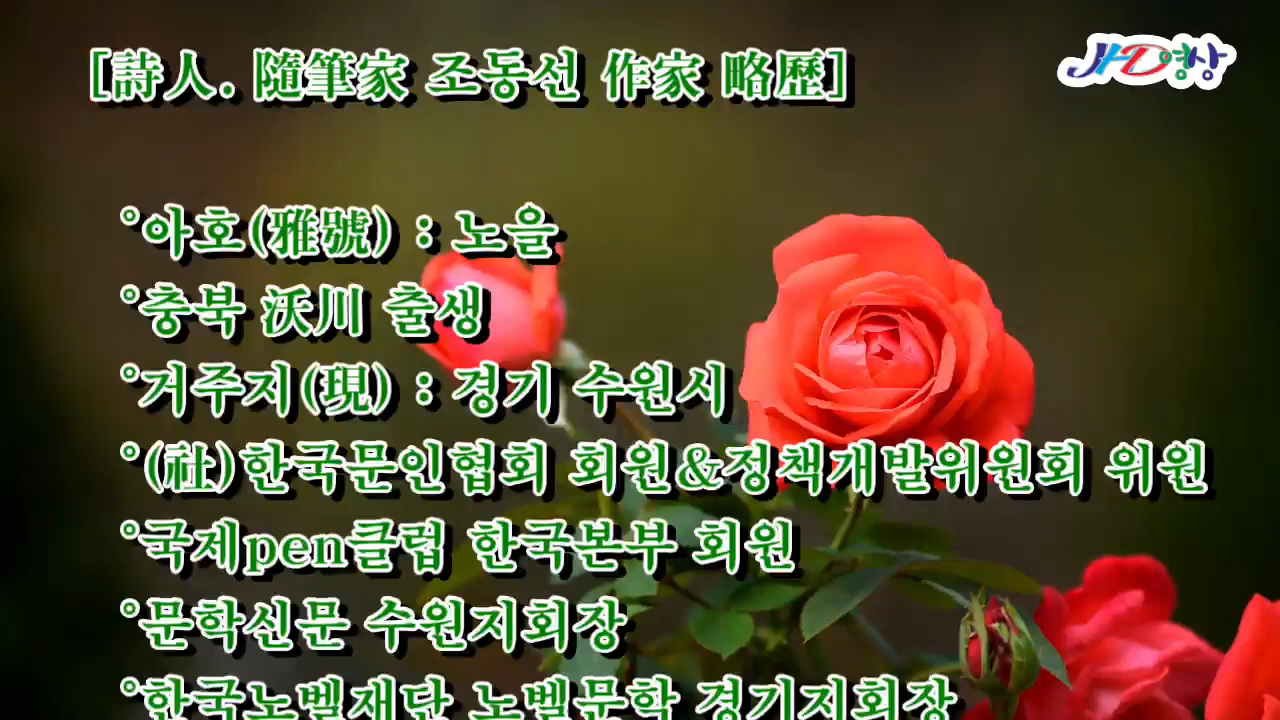 [詩人. 隨筆家 조동선 作家 略歷]
JHD영상
°아호(雅號) : 노을
°충북 沃川 출생
°거주지(現) : 경기 수원시
°(社)한국문인협회 회원&정책개발위원회 위원
°국제pen클럽 한국본부 회원
°문학신문 수원지회장
°한국노벨재단 노벨문학 경기지회장